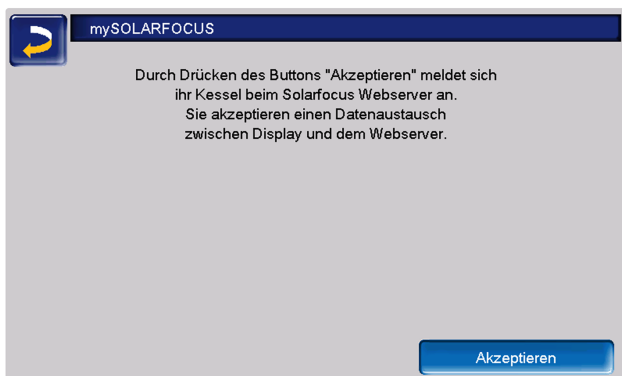 mySOLARFOCUS
Durch Drücken des Buttons "Akzeptieren" meldet sich
ihr Kessel beim Solarfocus Webserver an.
Sie akzeptieren einen Datenaustausch
zwischen Display und dem Webserver.
Akzeptieren